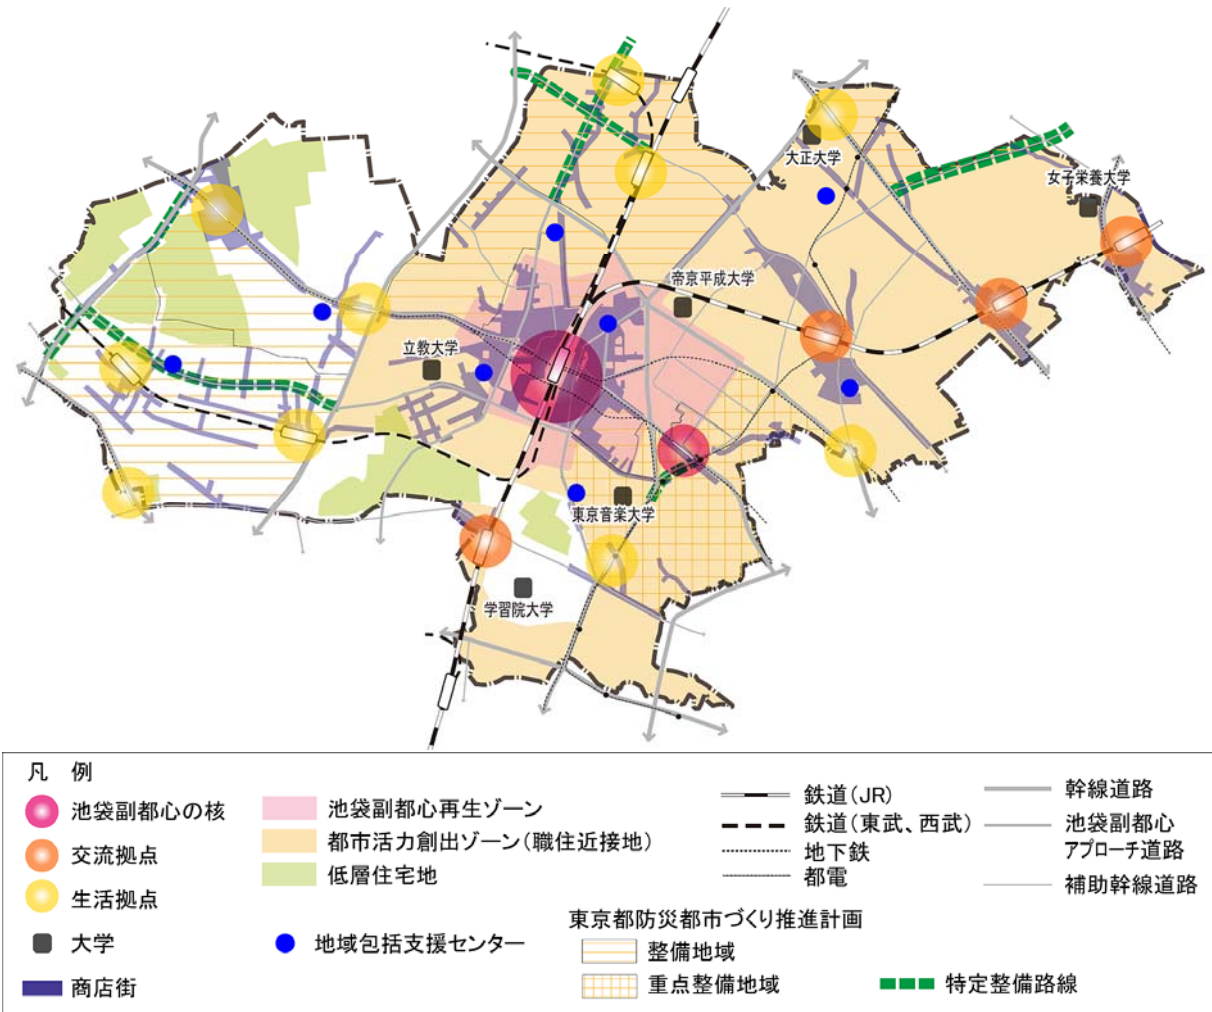 大正大学
女子栄養大学
帝京平成大学
立教大学
東京音楽大学
学習院大学
凡 例
池袋副都心の核
交流拠点
生活拠点
大学
商店街
池袋副都心再生ゾーン
都市活力創出ゾーン(職住近接地)
低層住宅地
地域包括支援センター
鉄道(JR)
鉄道(東武、西武)
地下鉄
都電
東京都防災都市づくり推進計画
整備地域
重点整備地域
幹線道路
池袋副都心
アプローチ道路
補助幹線道路
特定整備路線